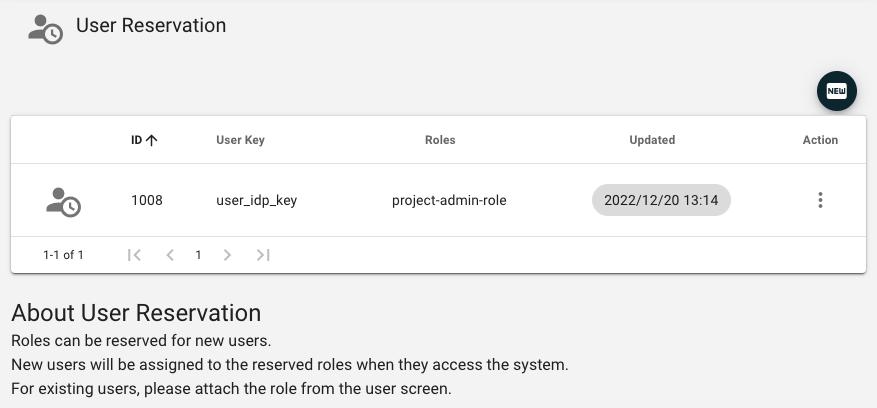 User Reservation
NEW
ID User Key Roles Updated Action
1008 user_idp_key project-admin-role 2022/12/20 13:14
1-1 of 1 1
About User Reservation
Roles can be reserved for new users.
New users will be assigned to the reserved roles when they access the system.
For existing users, please attach the role from the user screen.